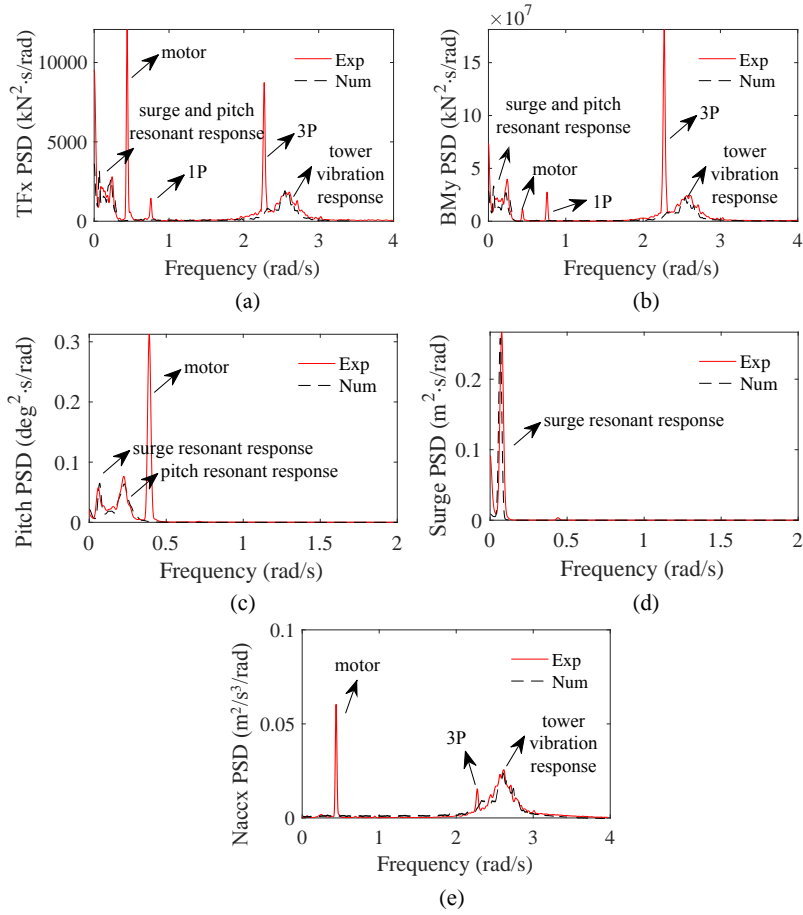 TFx PSD (kN²·s/rad)
10000
5000
0
motor
surge and pitch
resonant response
1P
3P
tower
vibration
response
Exp
Num
0 1 2 3 4
Frequency (rad/s)
(a)
×10⁷
BMy PSD (kN²·s/rad)
15
10
5
0
surge and pitch
resonant response
motor
1P
3P
tower
vibration
response
Exp
Num
0 1 2 3 4
Frequency (rad/s)
(b)
Pitch PSD (deg²·s/rad)
0.3
0.2
0.1
0
motor
surge resonant response
pitch resonant response
Exp
Num
0 0.5 1 1.5 2
Frequency (rad/s)
(c)
Surge PSD (m²·s/rad)
0.2
0.1
0
surge resonant response
Exp
Num
0 0.5 1 1.5 2
Frequency (rad/s)
(d)
Naccx PSD (m²/s³/rad)
0.1
0.05
0
motor
3P
tower
vibration
response
Exp
Num
0 1 2 3 4
Frequency (rad/s)
(e)